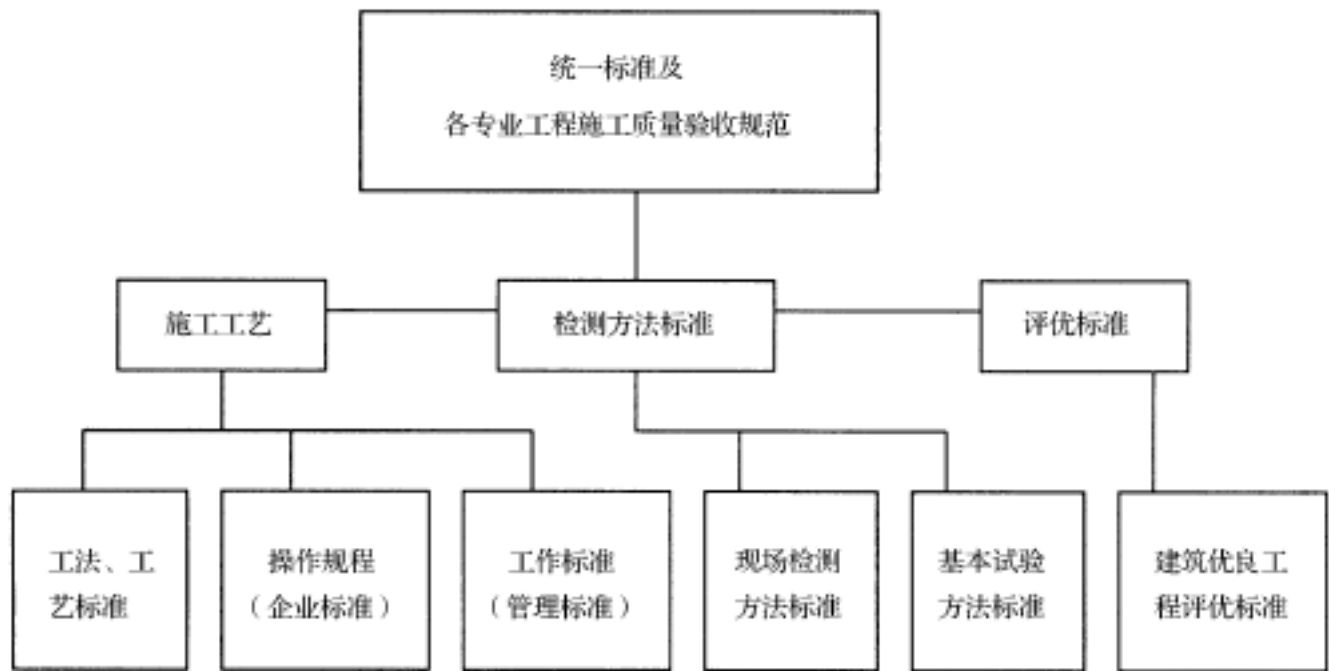 统一标准及
各专业工程施工质量验收规范
施工工艺
检测方法标准
评优标准
工法、工
艺标准
操作规程
（企业标准）
工作标准
（管理标准）
现场检测
方法标准
基本试验
方法标准
建筑优良工
程评优标准